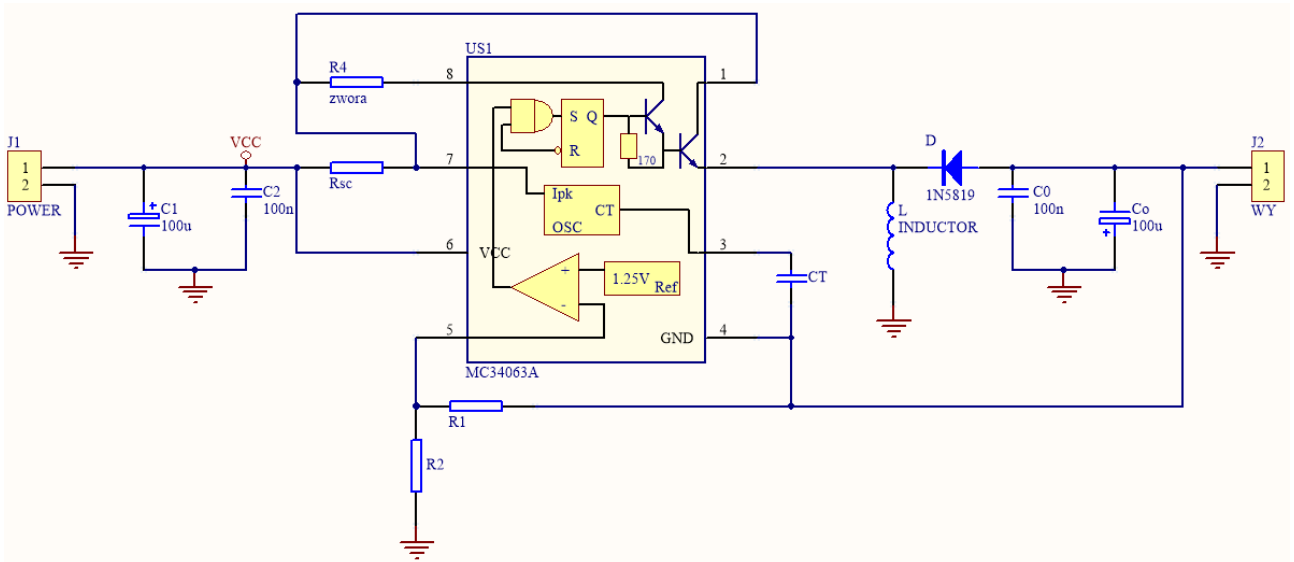 US1
R4
zwora
8
1
S Q
R
170
J1
1
2
POWER
VCC
C1
100u
C2
100n
Rsc
7
2
Ipk
CT
OSC
6
VCC
3
CT
+
-
1.25V
Ref
5
GND
4
MC34063A
R1
R2
D
1N5819
L
INDUCTOR
C0
100n
Co
100u
J2
1
2
WY
+
+